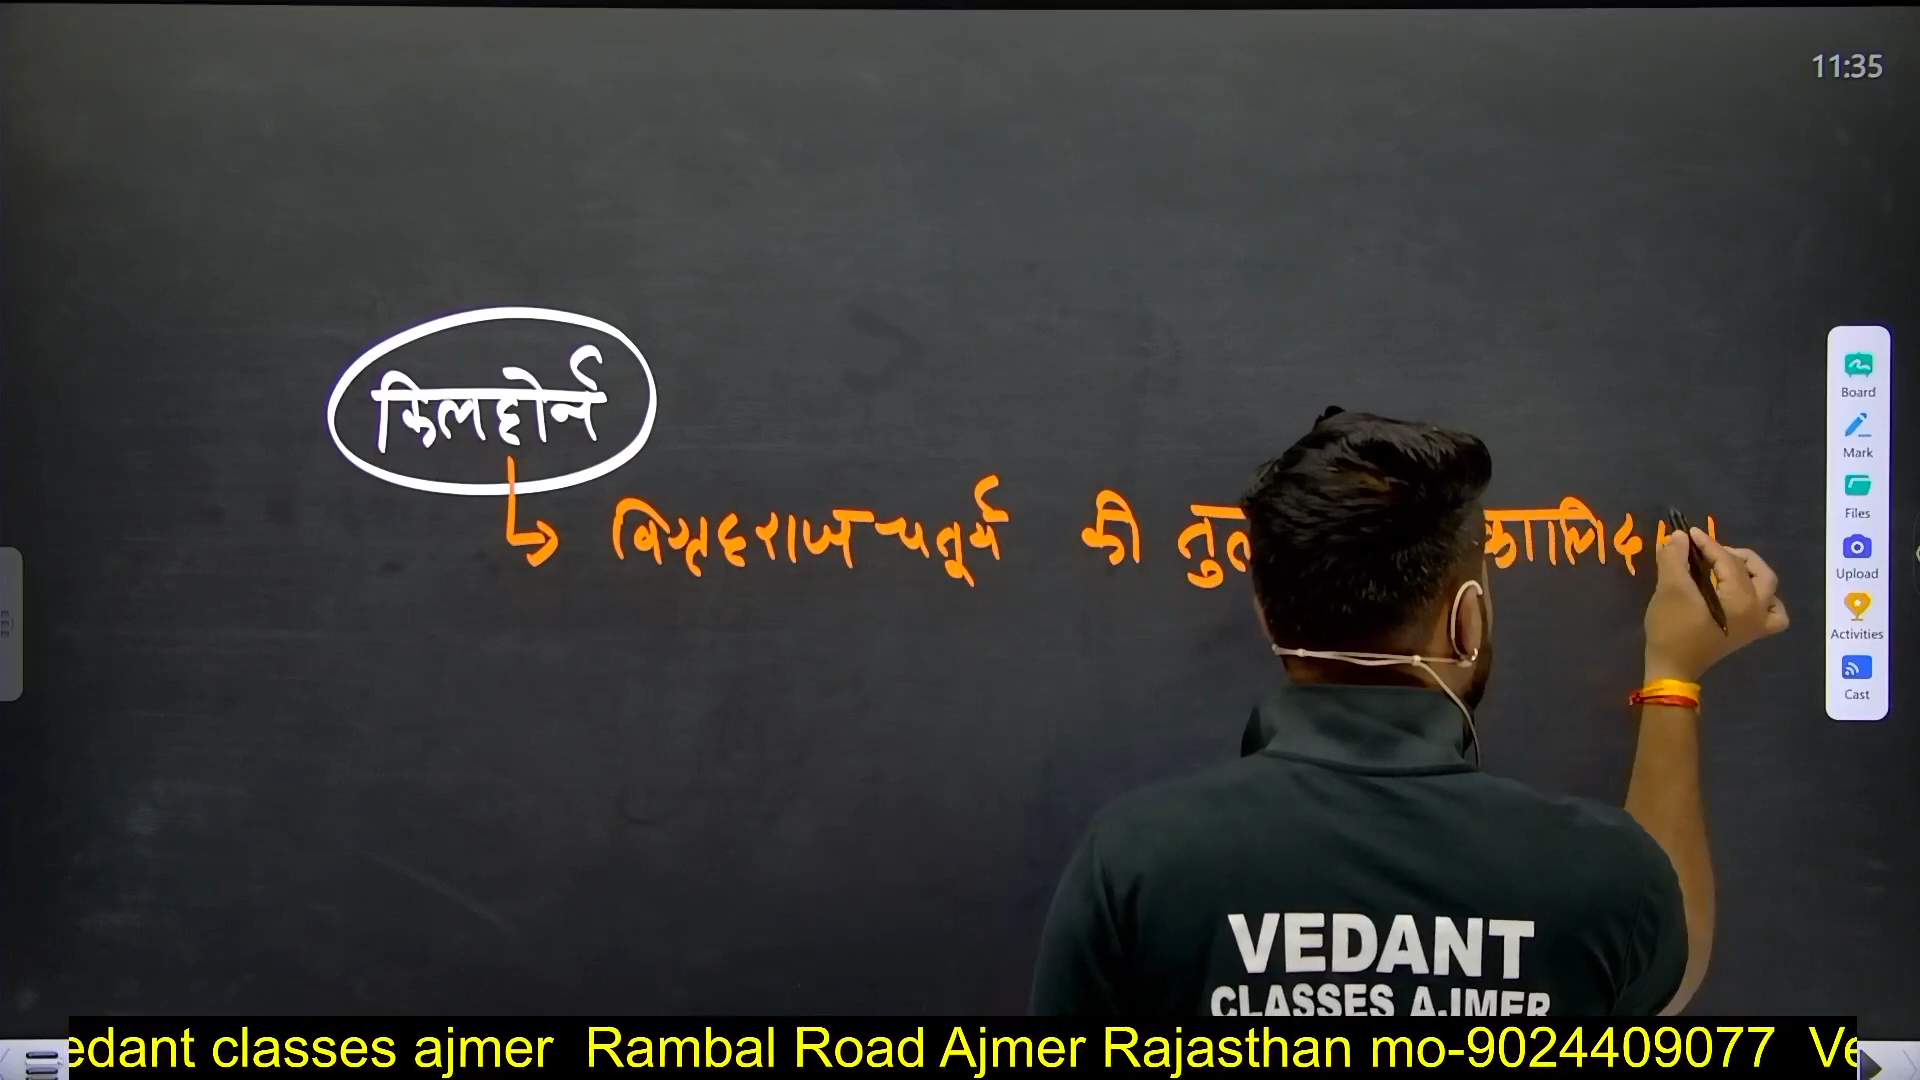 11:35
किलहोर्न
विग्रहराज चतुर्थ की
Board
Mark
Files
Upload
Activities
Cast
VEDANT
CLASSES AJMER
edant classes ajmer Rambal Road Ajmer Rajasthan mo-9024409077 Ve